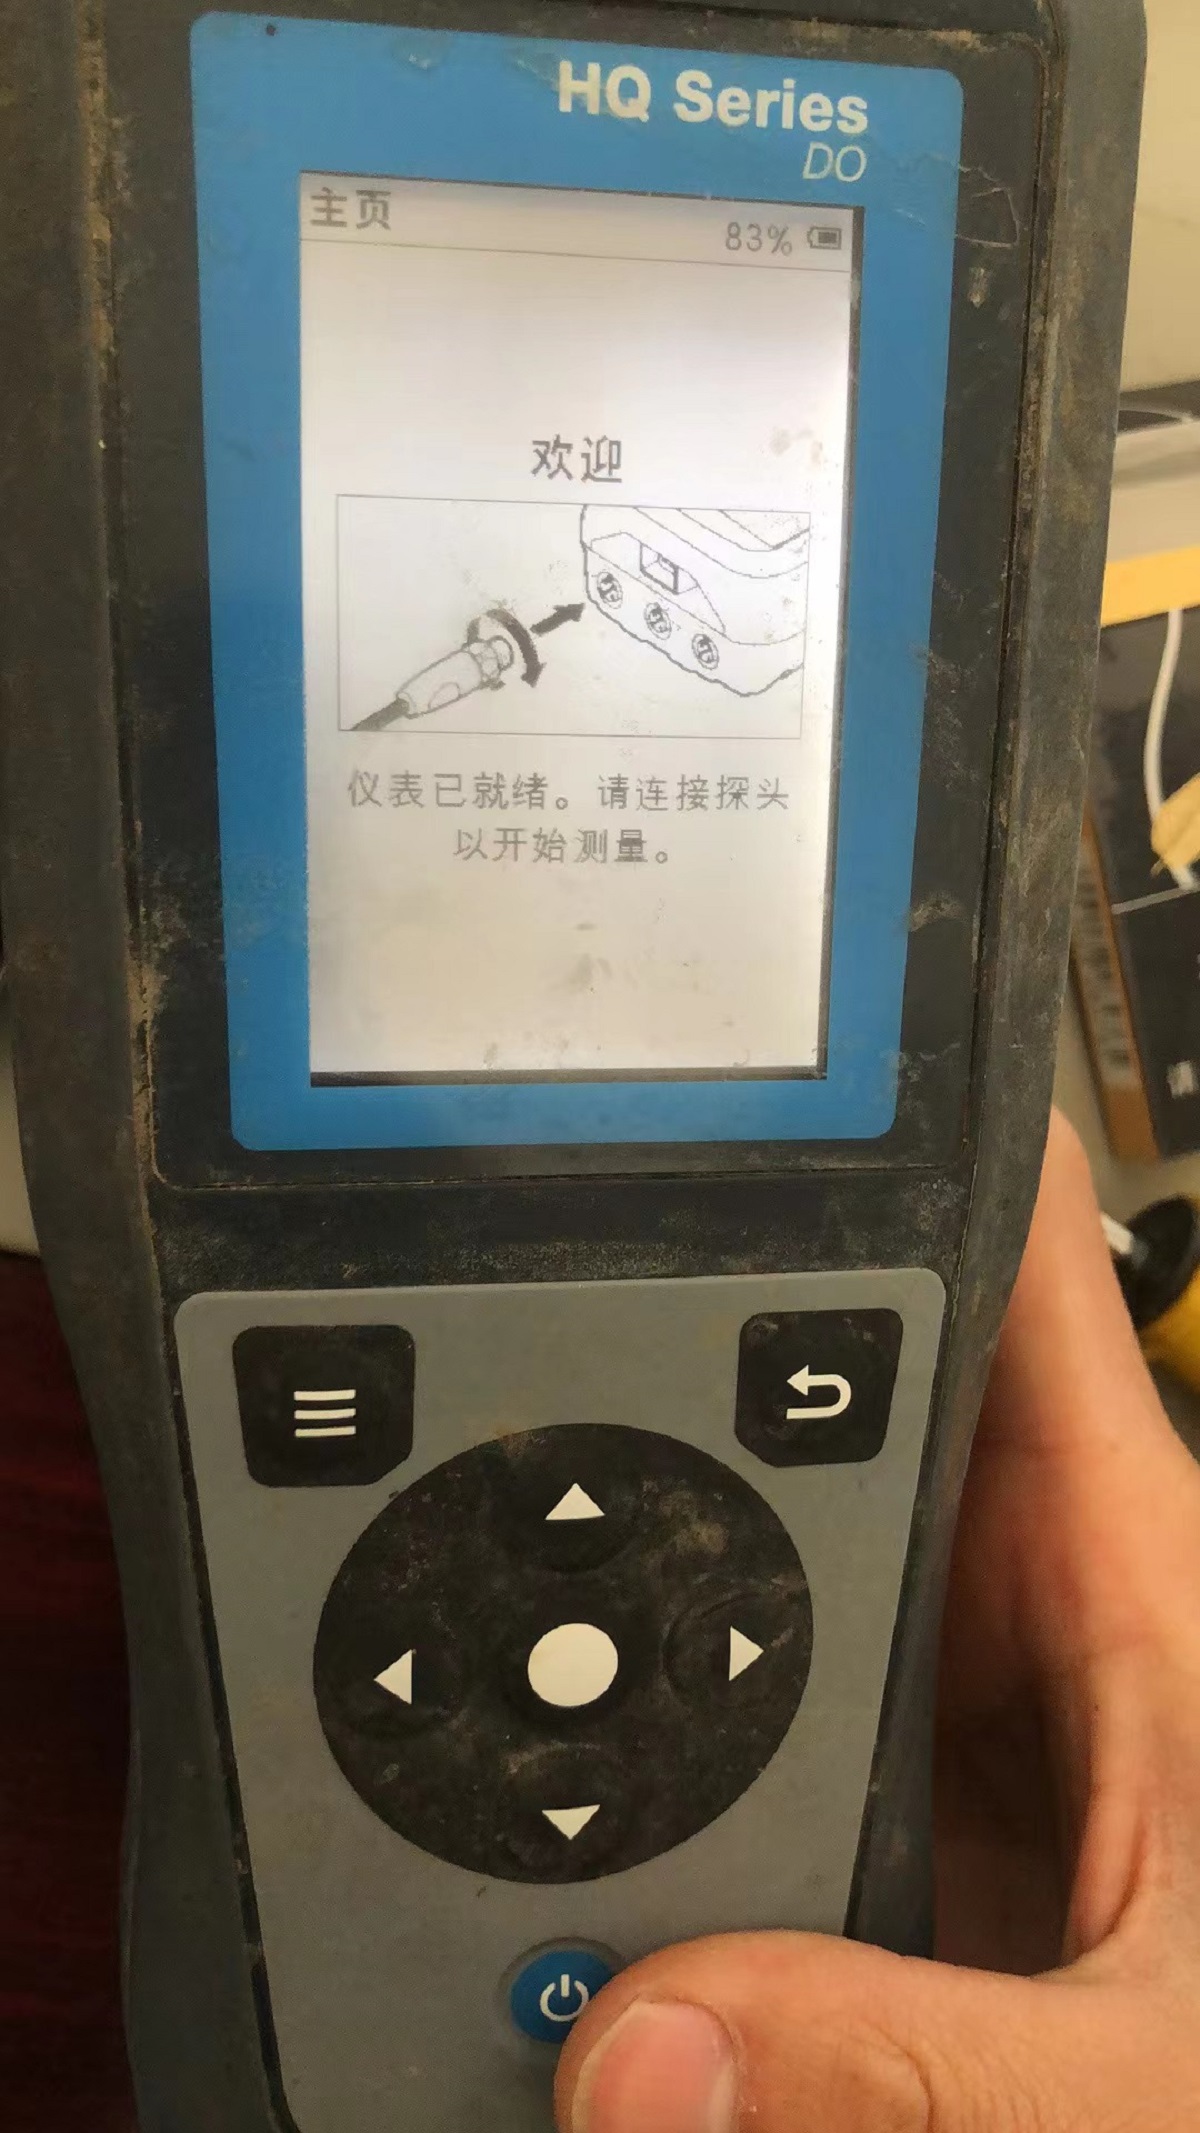 HQ Series
DO
主页
83%
欢迎
仪表已就绪。请连接探头
以开始测量。